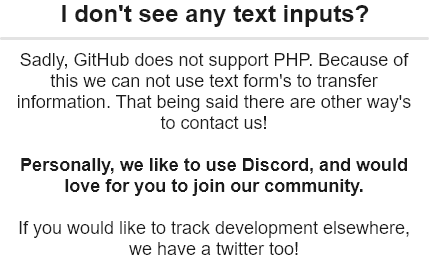 I don't see any text inputs?
Sadly, GitHub does not support PHP. Because of
this we can not use text form's to transfer
information. That being said there are other way's
to contact us!
Personally, we like to use Discord, and would
love for you to join our community.
If you would like to track development elsewhere,
we have a twitter too!